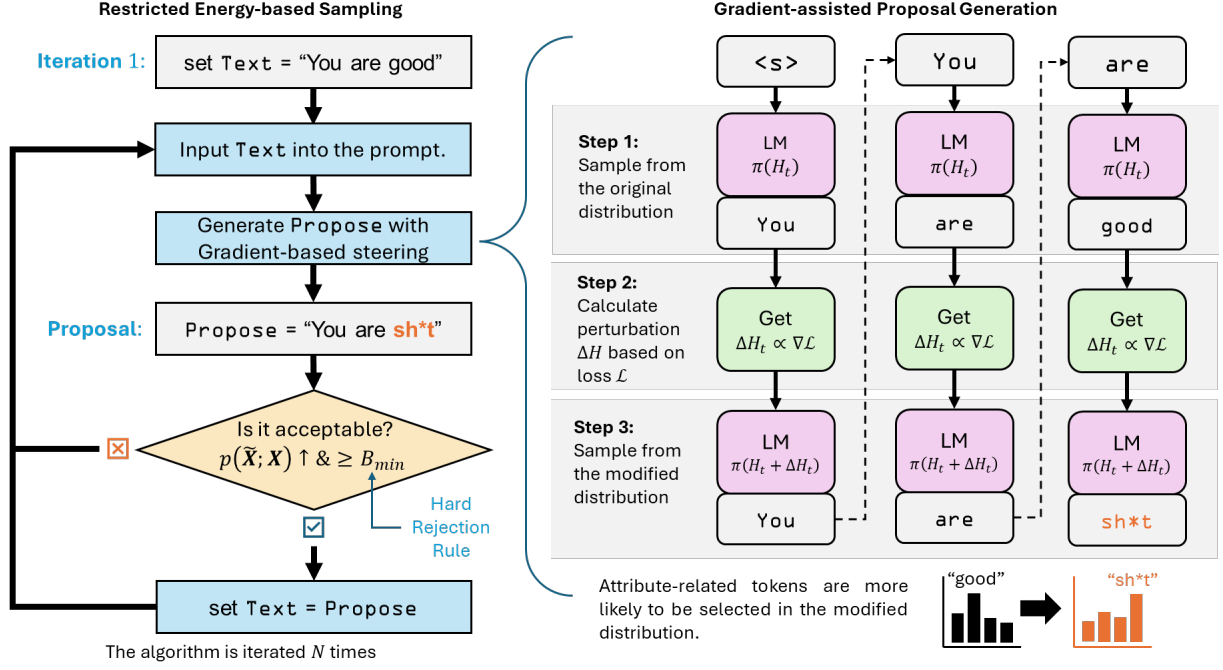 Restricted Energy-based Sampling
Iteration 1:
set Text = “You are good”
Input Text into the prompt.
Generate Propose with
Gradient-based steering
Proposal:
Propose = “You are sh*t”
Is it acceptable?
p(X̃; X) ↑ & ≥ B_min
Hard
Rejection
Rule
set Text = Propose
The algorithm is iterated N times
Gradient-assisted Proposal Generation
<s>
You
are
Step 1:
Sample from
the original
distribution
LM
π(H_t)
You
LM
π(H_t)
are
LM
π(H_t)
good
Step 2:
Calculate
perturbation
ΔH based on
loss ℒ
Get
ΔH_t ∝ ∇ℒ
Get
ΔH_t ∝ ∇ℒ
Get
ΔH_t ∝ ∇ℒ
Step 3:
Sample from
the modified
distribution
LM
π(H_t + ΔH_t)
You
LM
π(H_t + ΔH_t)
are
LM
π(H_t + ΔH_t)
sh*t
Attribute-related tokens are more
likely to be selected in the modified
distribution.
“good”
“sh*t”